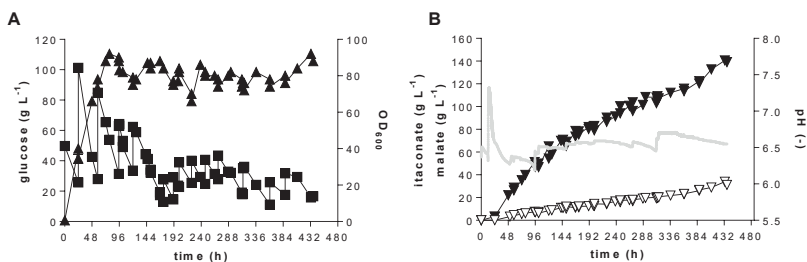 A
120
100
80
60
40
20
0
glucose (g L⁻¹)
100
80
60
40
20
0
OD₆₀₀
0 48 96 144 192 240 288 336 384 432 480
time (h)
B
160
140
120
100
80
60
40
20
0
itaconate (g L⁻¹)
malate (g L⁻¹)
8.0
7.5
7.0
6.5
6.0
5.5
pH (-)
0 48 96 144 192 240 288 336 384 432 480
time (h)